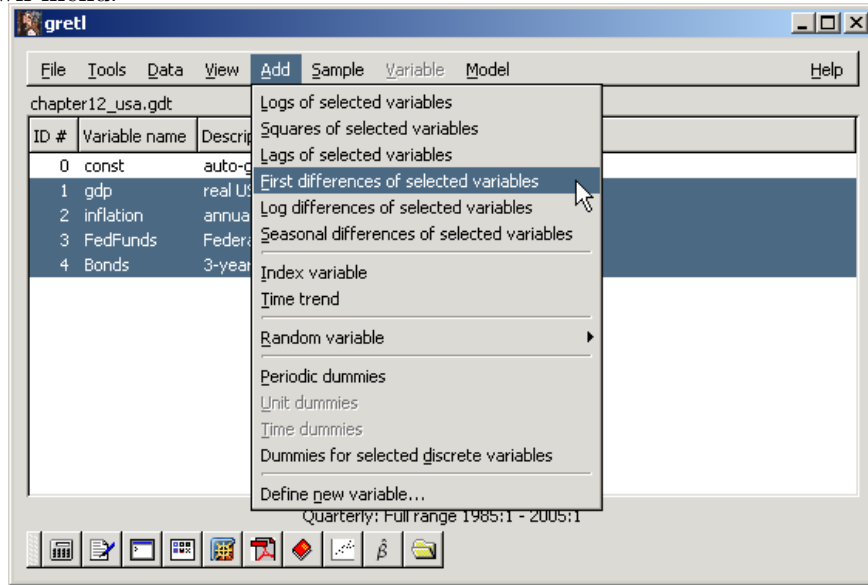 gretl
File Tools Data View Add Sample Variable Model Help
chapter12_usa.gdt
ID # Variable name Descrip
0 const auto-g
1 gdp real US
2 inflation annua
3 FedFunds Federa
4 Bonds 3-year
Logs of selected variables
Squares of selected variables
Lags of selected variables
First differences of selected variables
Log differences of selected variables
Seasonal differences of selected variables
Index variable
Time trend
Random variable
Periodic dummies
Unit dummies
Time dummies
Dummies for selected discrete variables
Define new variable...
Quarterly: Full range 1985:1 - 2005:1
β̂